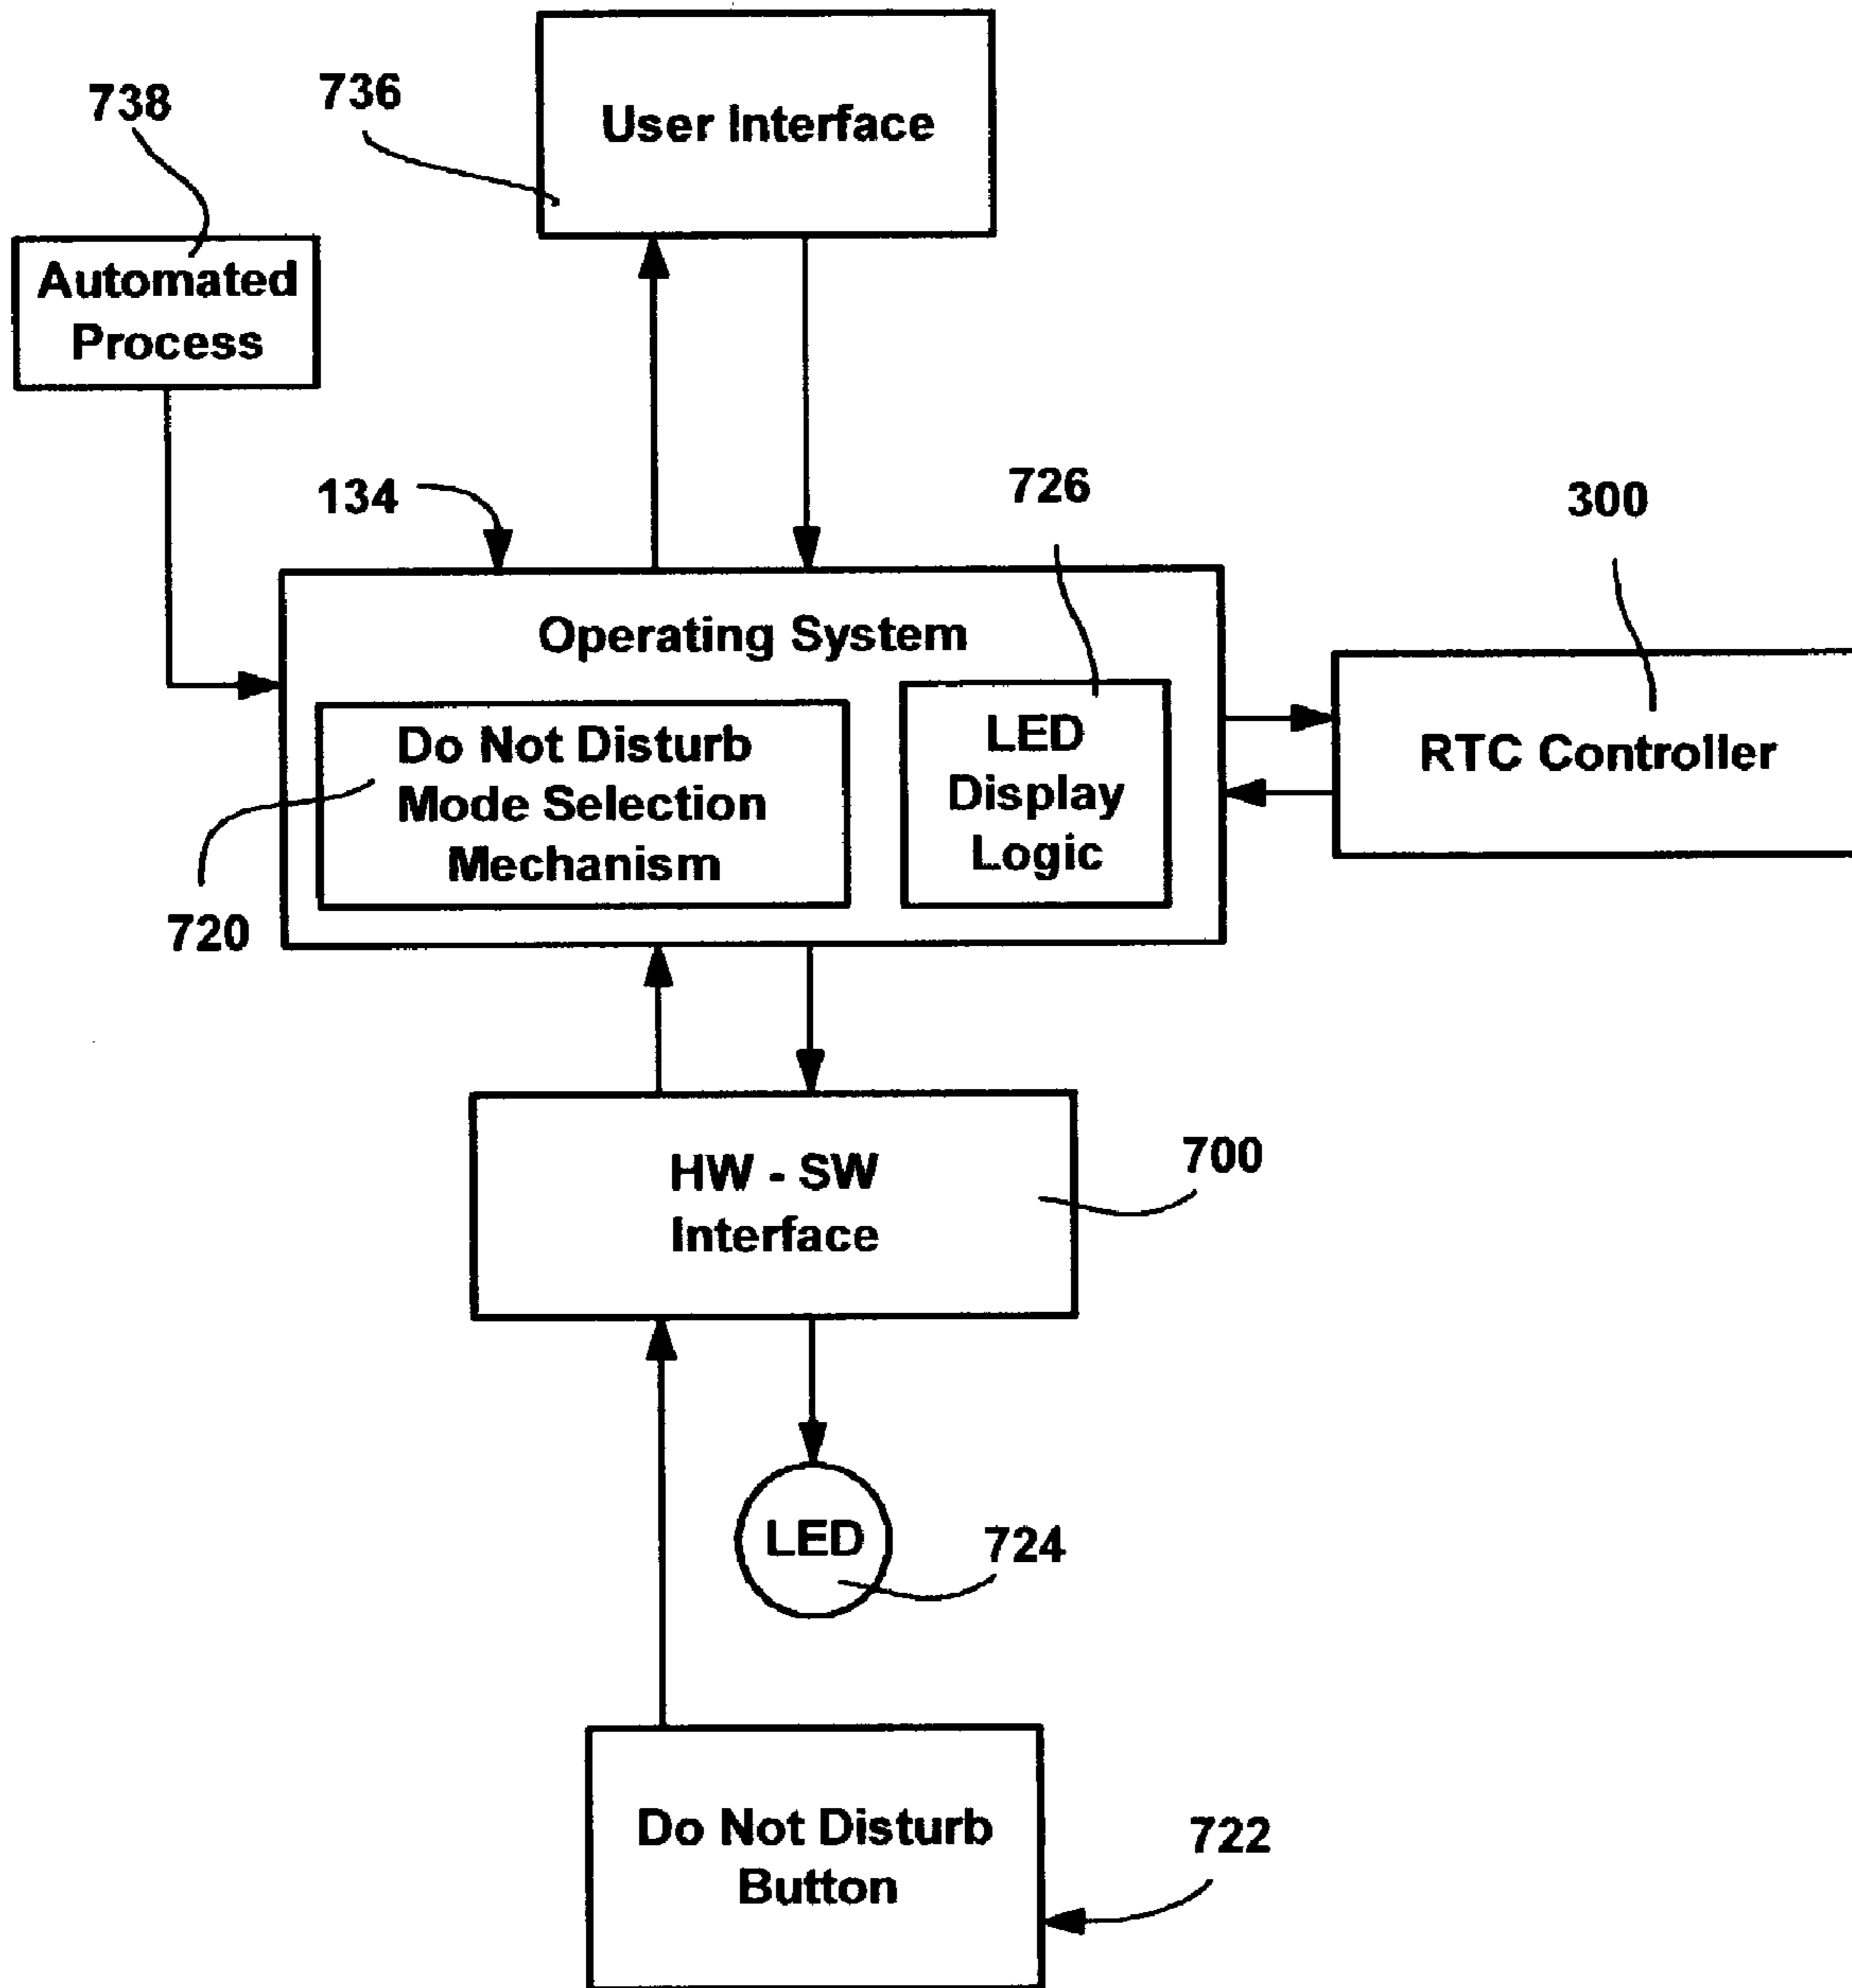 738
736
User Interface
Automated
Process
134
726
300
Operating System
Do Not Disturb
Mode Selection
Mechanism
LED
Display
Logic
RTC Controller
720
HW - SW
Interface
700
LED
724
Do Not Disturb
Button
722